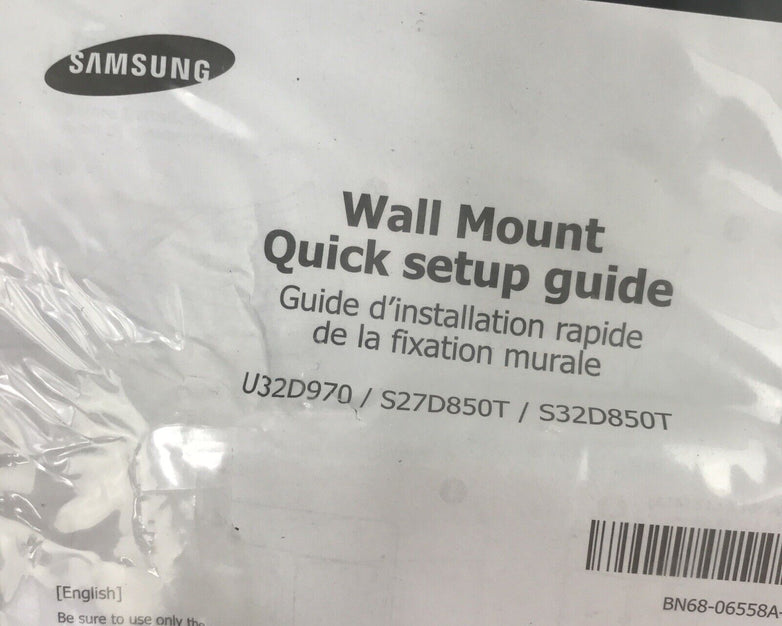 SAMSUNG
Wall Mount
Quick setup guide
Guide d'installation rapide
de la fixation murale
U32D970 / S27D850T / S32D850T
BN68-06558A-
[English]
Be sure to use only the